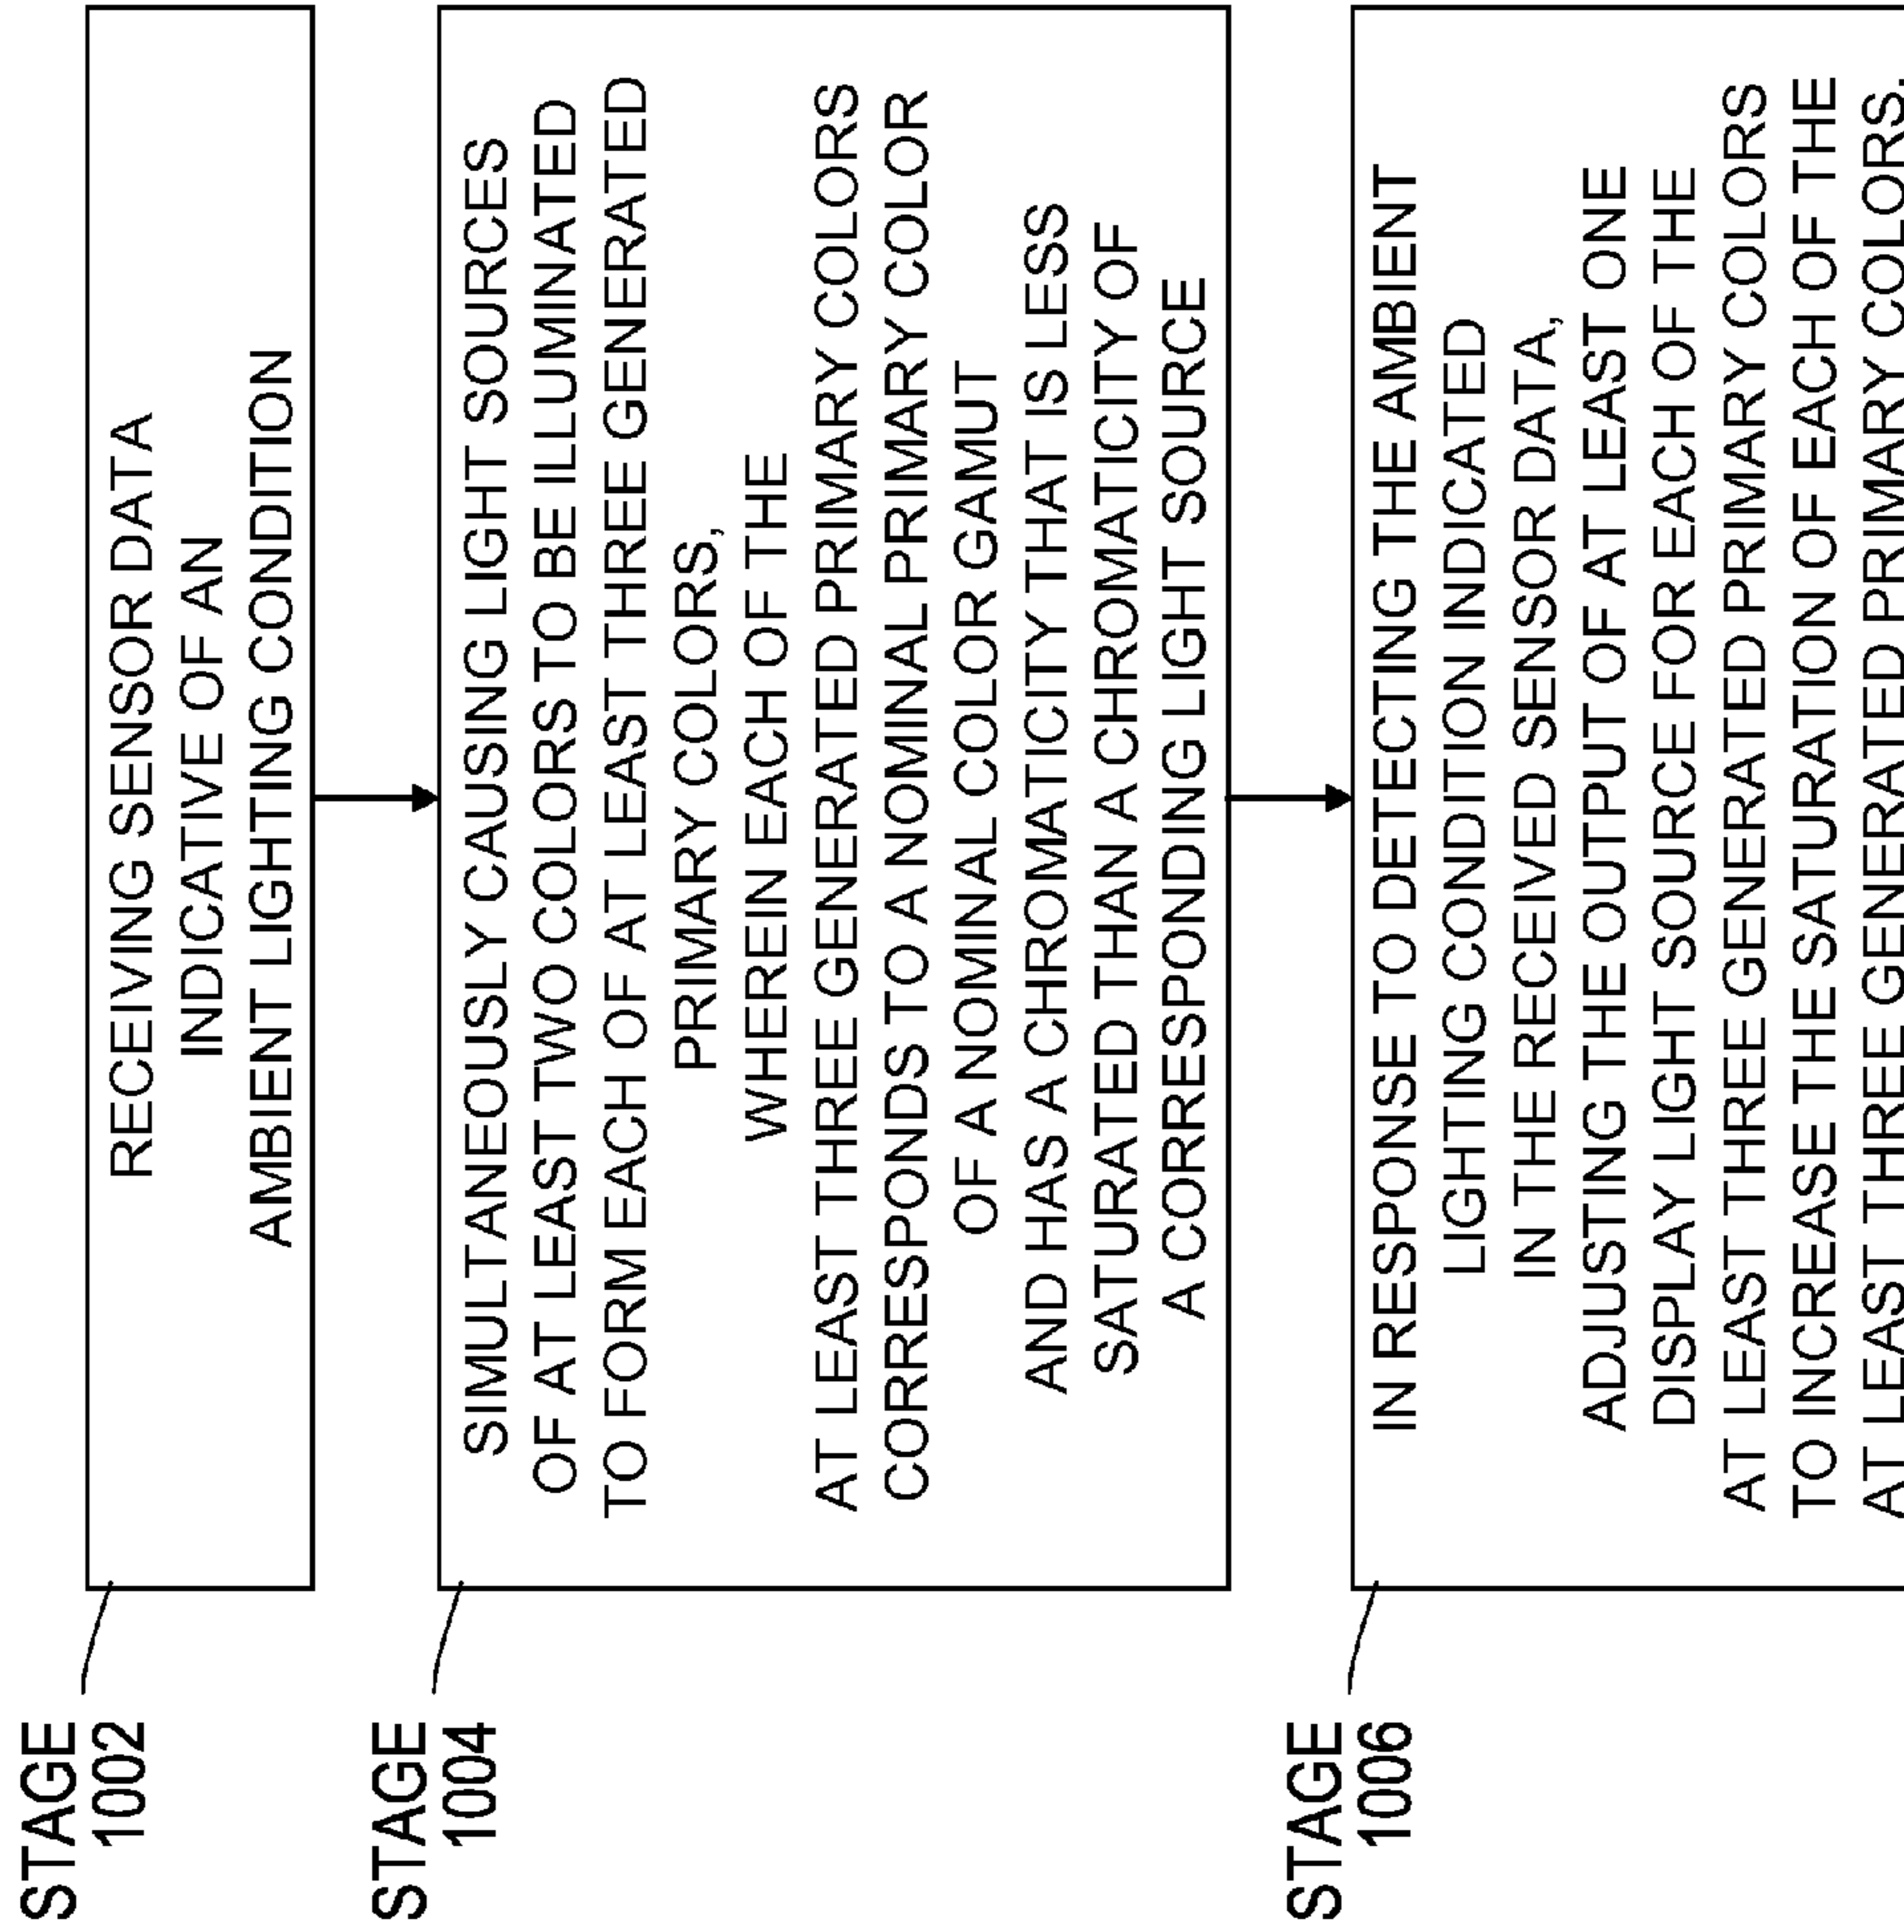 STAGE
1002
RECEIVING SENSOR DATA
INDICATIVE OF AN
AMBIENT LIGHTING CONDITION
STAGE
1004
SIMULTANEOUSLY CAUSING LIGHT SOURCES
OF AT LEAST TWO COLORS TO BE ILLUMINATED
TO FORM EACH OF AT LEAST THREE GENERATED
PRIMARY COLORS,
WHEREIN EACH OF THE
AT LEAST THREE GENERATED PRIMARY COLORS
CORRESPONDS TO A NOMINAL PRIMARY COLOR
OF A NOMINAL COLOR GAMUT
AND HAS A CHROMATICITY THAT IS LESS
SATURATED THAN A CHROMATICITY OF
A CORRESPONDING LIGHT SOURCE
STAGE
1006
IN RESPONSE TO DETECTING THE AMBIENT
LIGHTING CONDITION INDICATED
IN THE RECEIVED SENSOR DATA,
ADJUSTING THE OUTPUT OF AT LEAST ONE
DISPLAY LIGHT SOURCE FOR EACH OF THE
AT LEAST THREE GENERATED PRIMARY COLORS
TO INCREASE THE SATURATION OF EACH OF THE
AT LEAST THREE GENERATED PRIMARY COLORS.